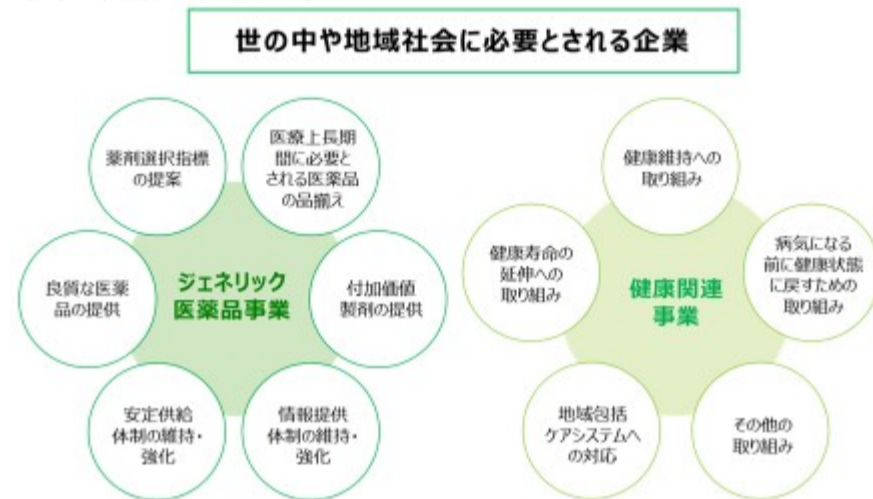 世の中や地域社会に必要とされる企業
薬剤選択指標
の提案
医療上長期
間に必要と
される医薬品
の品揃え
良質な医薬
品の提供
ジェネリック
医薬品事業
付加価値
製剤の提供
安定供給
体制の維持・
強化
情報提供
体制の維持・
強化
健康維持への
取り組み
健康寿命の
延伸への
取り組み
健康関連
事業
病気になる
前に健康状態
に戻すための
取り組み
地域包括
ケアシステムへ
の対応
その他の
取り組み